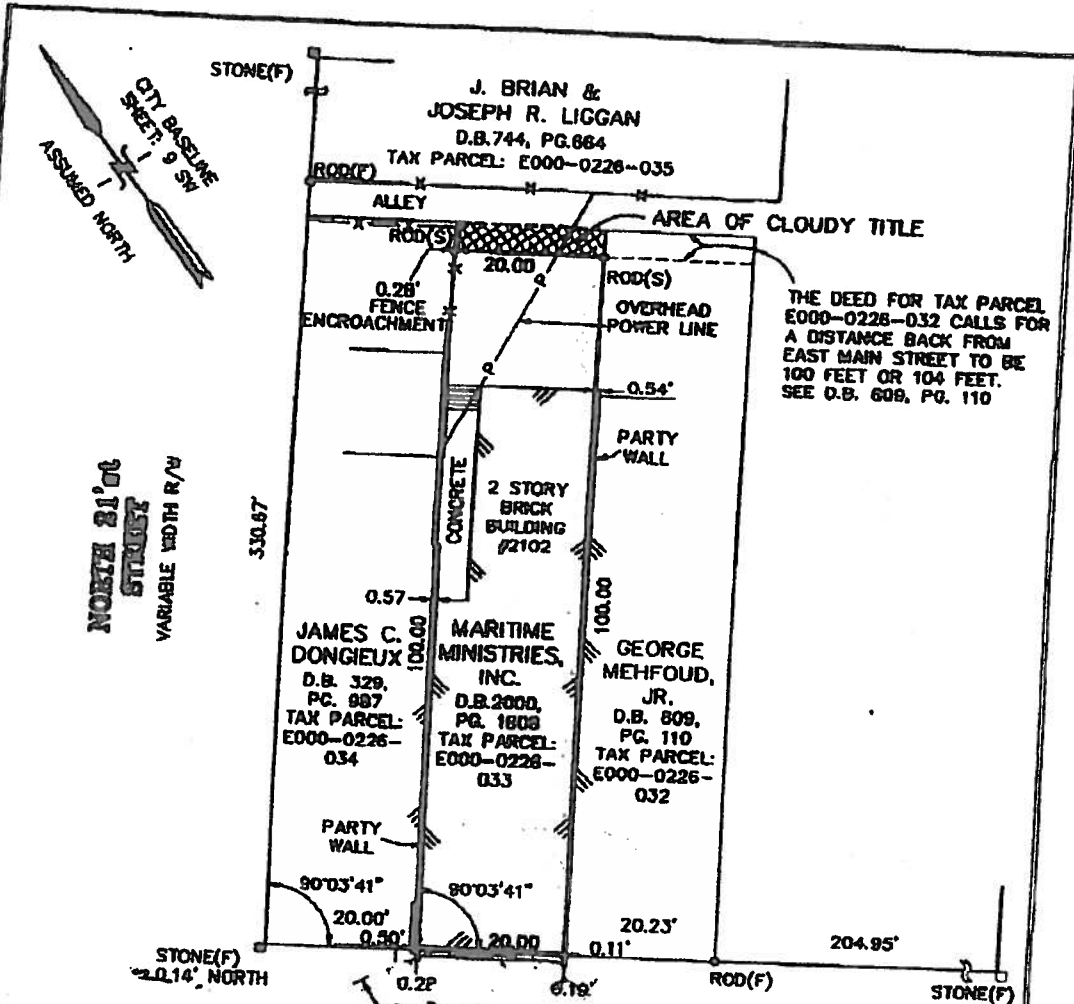 STONE(F)
CITY BASELINE
SHEET: 9 SW
ASSUMED NORTH
J. BRIAN &
JOSEPH R. LIGGAN
D.B.744, PG.664
TAX PARCEL: E000-0226-035
ROD(F)
ALLEY
AREA OF CLOUDY TITLE
ROD(S)
20.00
ROD(S)
0.28'
FENCE
ENCROACHMENT
P
OVERHEAD
POWER LINE
THE DEED FOR TAX PARCEL
E000-0226-032 CALLS FOR
A DISTANCE BACK FROM
EAST MAIN STREET TO BE
100 FEET OR 104 FEET.
SEE D.B. 609, PG. 110
P
0.54'
PARTY
WALL
CONCRETE
2 STORY
BRICK
BUILDING
#2102
NORTH 21'st
STREET
VARIABLE WIDTH R/W
330.67'
0.57
100.00
100.00
JAMES C.
DONGIEUX
D.B. 329,
PG. 987
TAX PARCEL:
E000-0226-
034
MARITIME
MINISTRIES,
INC.
D.B.2000,
PG. 1608
TAX PARCEL:
E000-0226-
033
GEORGE
MEHFOUD,
JR.
D.B. 809,
PG. 110
TAX PARCEL:
E000-0226-
032
PARTY
WALL
90°03'41"
90°03'41"
20.00'
0.50'
20.00
0.11'
20.23'
204.95'
STONE(F)
0.14' NORTH
0.19'
ROD(F)
STONE(F)